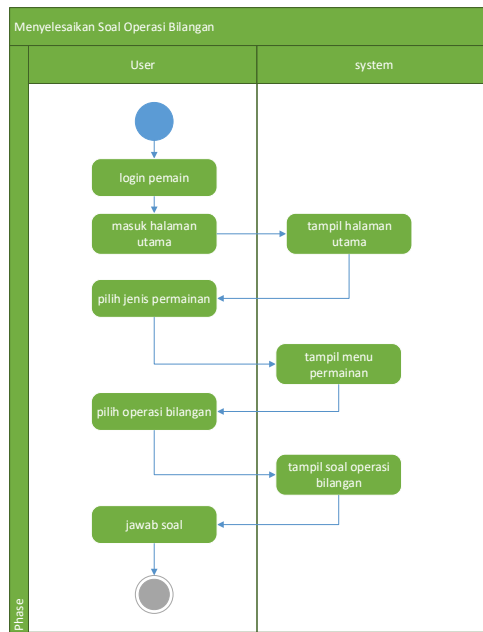 Menyelesaikan Soal Operasi Bilangan
User
system
login pemain
masuk halaman
utama
tampil halaman
utama
pilih jenis permainan
tampil menu
permainan
pilih operasi bilangan
tampil soal operasi
bilangan
jawab soal
Phase